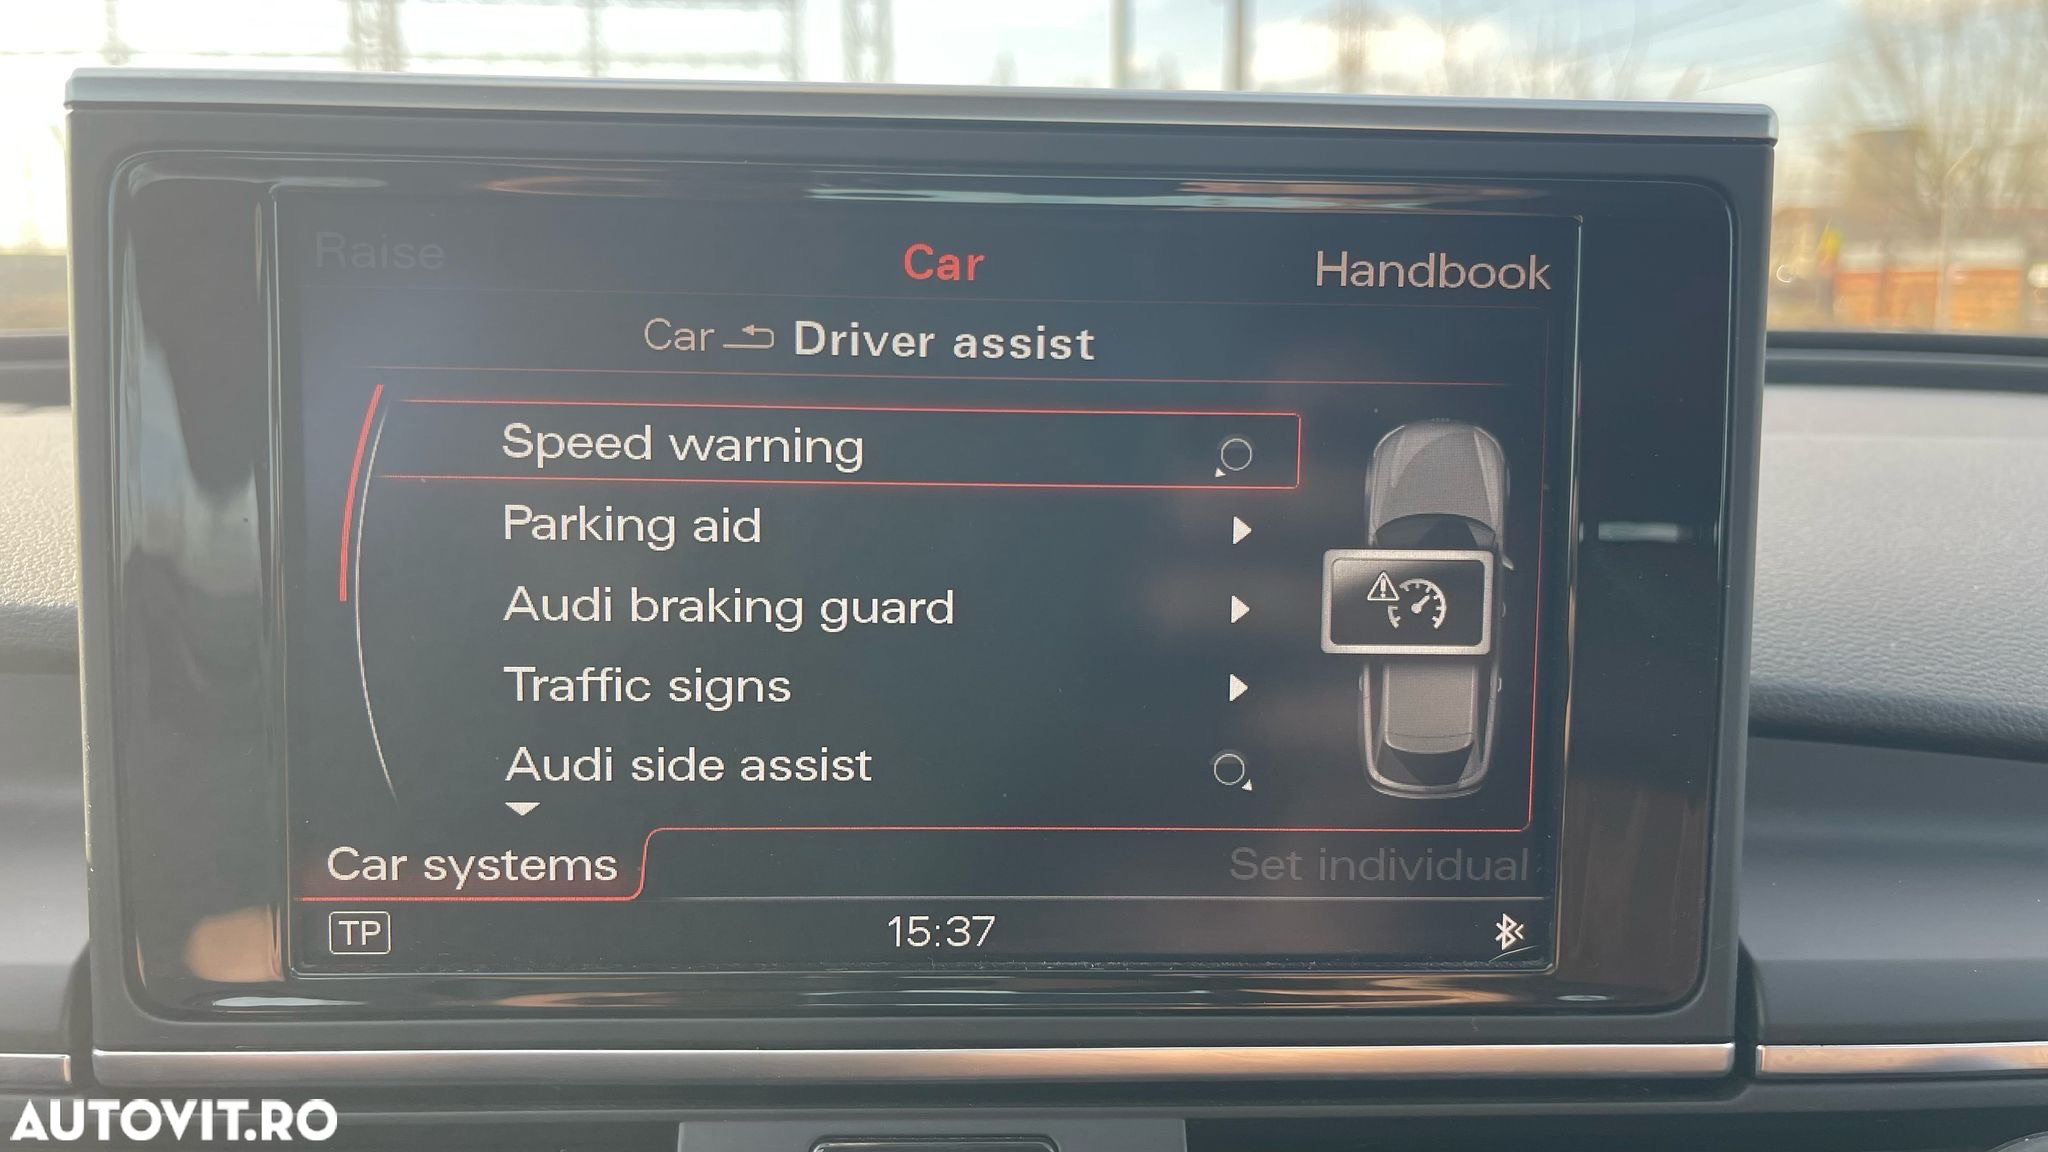 Raise
Car
Handbook
Car Driver assist
Speed warning
Parking aid
Audi braking guard
Traffic signs
Audi side assist
Car systems
Set individual
TP
15:37
AUTOVIT.RO